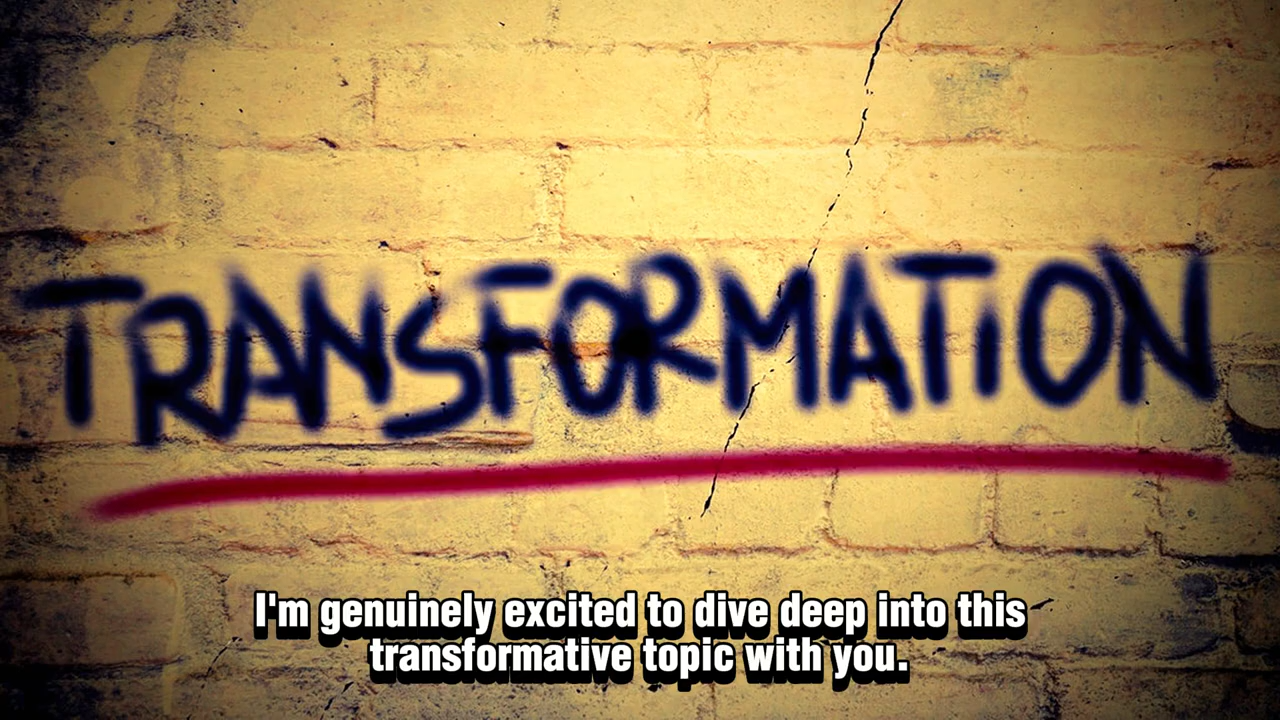 TRANSFORMATION
I'm genuinely excited to dive deep into this
transformative topic with you.